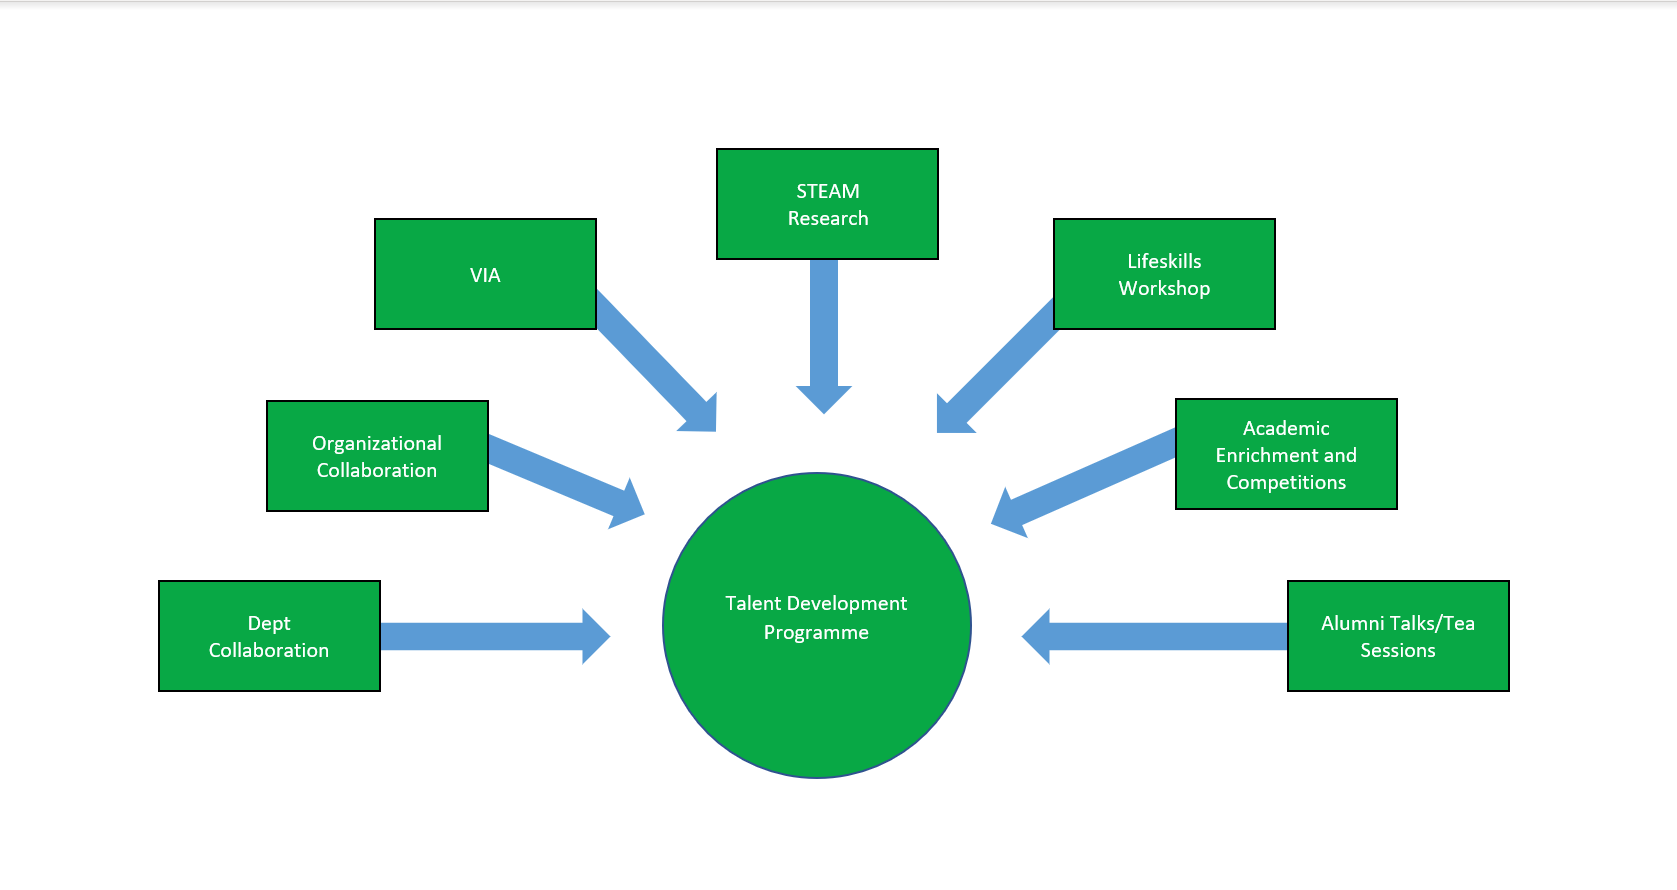 STEAM
Research
VIA
Lifeskills
Workshop
Organizational
Collaboration
Academic
Enrichment and
Competitions
Dept
Collaboration
Talent Development
Programme
Alumni Talks/Tea
Sessions